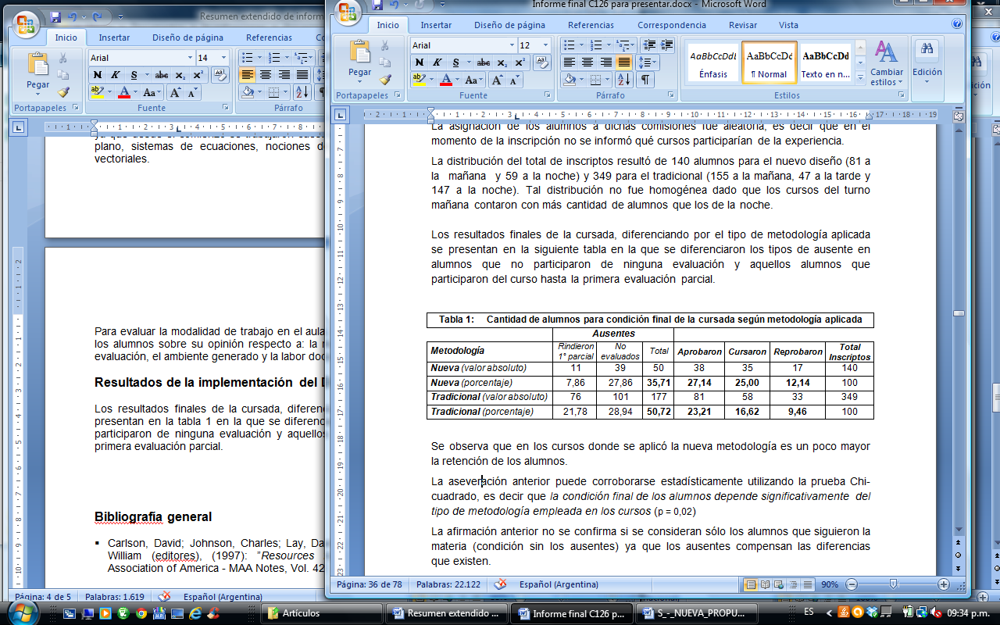 Resumen extendido de inform
Inicio Insertar Diseño de página Referencias Co
Pegar
Portapapeles
Arial 14
Fuente
Párrafo
plano, sistemas de ecuaciones, nociones de
vectoriales.
Para evaluar la modalidad de trabajo en el aula
los alumnos sobre su opinión respecto a: la
evaluación, el ambiente generado y la labor doc
Resultados de la implementación del D
Los resultados finales de la cursada, diferenc
presentan en la tabla 1 en la que se diferenc
participaron de ninguna evaluación y aquellos
primera evaluación parcial.
Bibliografía general
▪ Carlson, David; Johnson, Charles; Lay, Da
William (editores), (1997): "Resources
Association of America - MAA Notes, Vol. 42
Página: 4 de 5 Palabras: 1.619 Español (Argentina)
Informe final C126 para presentar.docx - Microsoft Word
Inicio Insertar Diseño de página Referencias Correspondencia Revisar Vista
Pegar
Portapapeles
Arial 12
Fuente
Párrafo
AaBbCcDdI AaBbCcDd AaBbCcDd
Énfasis ¶ Normal Texto en n...
Cambiar estilos
Estilos
Edición
La asignación de los alumnos a dichas comisiones fue aleatoria, es decir que en el
momento de la inscripción no se informó qué cursos participarían de la experiencia.
La distribución del total de inscriptos resultó de 140 alumnos para el nuevo diseño (81 a
la mañana y 59 a la noche) y 349 para el tradicional (155 a la mañana, 47 a la tarde y
147 a la noche). Tal distribución no fue homogénea dado que los cursos del turno
mañana contaron con más cantidad de alumnos que los de la noche.
Los resultados finales de la cursada, diferenciando por el tipo de metodología aplicada
se presentan en la siguiente tabla en la que se diferenciaron los tipos de ausente en
alumnos que no participaron de ninguna evaluación y aquellos alumnos que
participaron del curso hasta la primera evaluación parcial.
Tabla 1: Cantidad de alumnos para condición final de la cursada según metodología aplicada
Ausentes
Metodología Rindieron 1° parcial No evaluados Total Aprobaron Cursaron Reprobaron Total Inscriptos
Nueva (valor absoluto) 11 39 50 38 35 17 140
Nueva (porcentaje) 7,86 27,86 35,71 27,14 25,00 12,14 100
Tradicional (valor absoluto) 76 101 177 81 58 33 349
Tradicional (porcentaje) 21,78 28,94 50,72 23,21 16,62 9,46 100
Se observa que en los cursos donde se aplicó la nueva metodología es un poco mayor
la retención de los alumnos.
La aseveración anterior puede corroborarse estadísticamente utilizando la prueba Chi-
cuadrado, es decir que la condición final de los alumnos depende significativamente del
tipo de metodología empleada en los cursos (p = 0,02)
La afirmación anterior no se confirma si se consideran sólo los alumnos que siguieron la
materia (condición sin los ausentes) ya que los ausentes compensan las diferencias
que existen.
Página: 36 de 78 Palabras: 22.122 Español (Argentina) 90%
Artículos Resumen extendido ... Informe final C126 p... S_-_NUEVA_PROPU... ES 09:34 p.m.